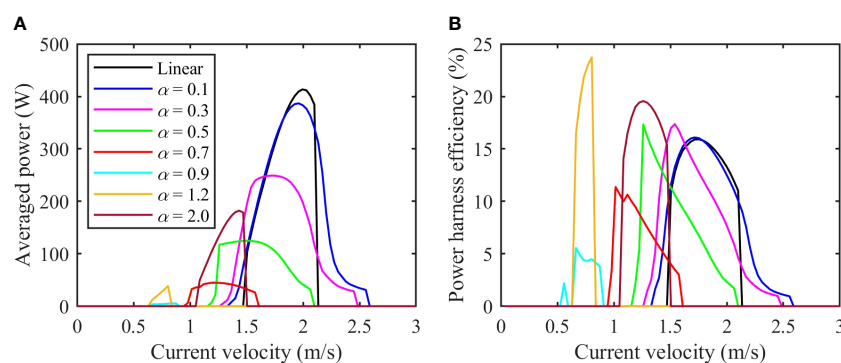 A
B
500
400
300
200
100
0
Averaged power (W)
Linear
α = 0.1
α = 0.3
α = 0.5
α = 0.7
α = 0.9
α = 1.2
α = 2.0
0 0.5 1 1.5 2 2.5 3
Current velocity (m/s)
25
20
15
10
5
0
Power harness efficiency (%)
0 0.5 1 1.5 2 2.5 3
Current velocity (m/s)